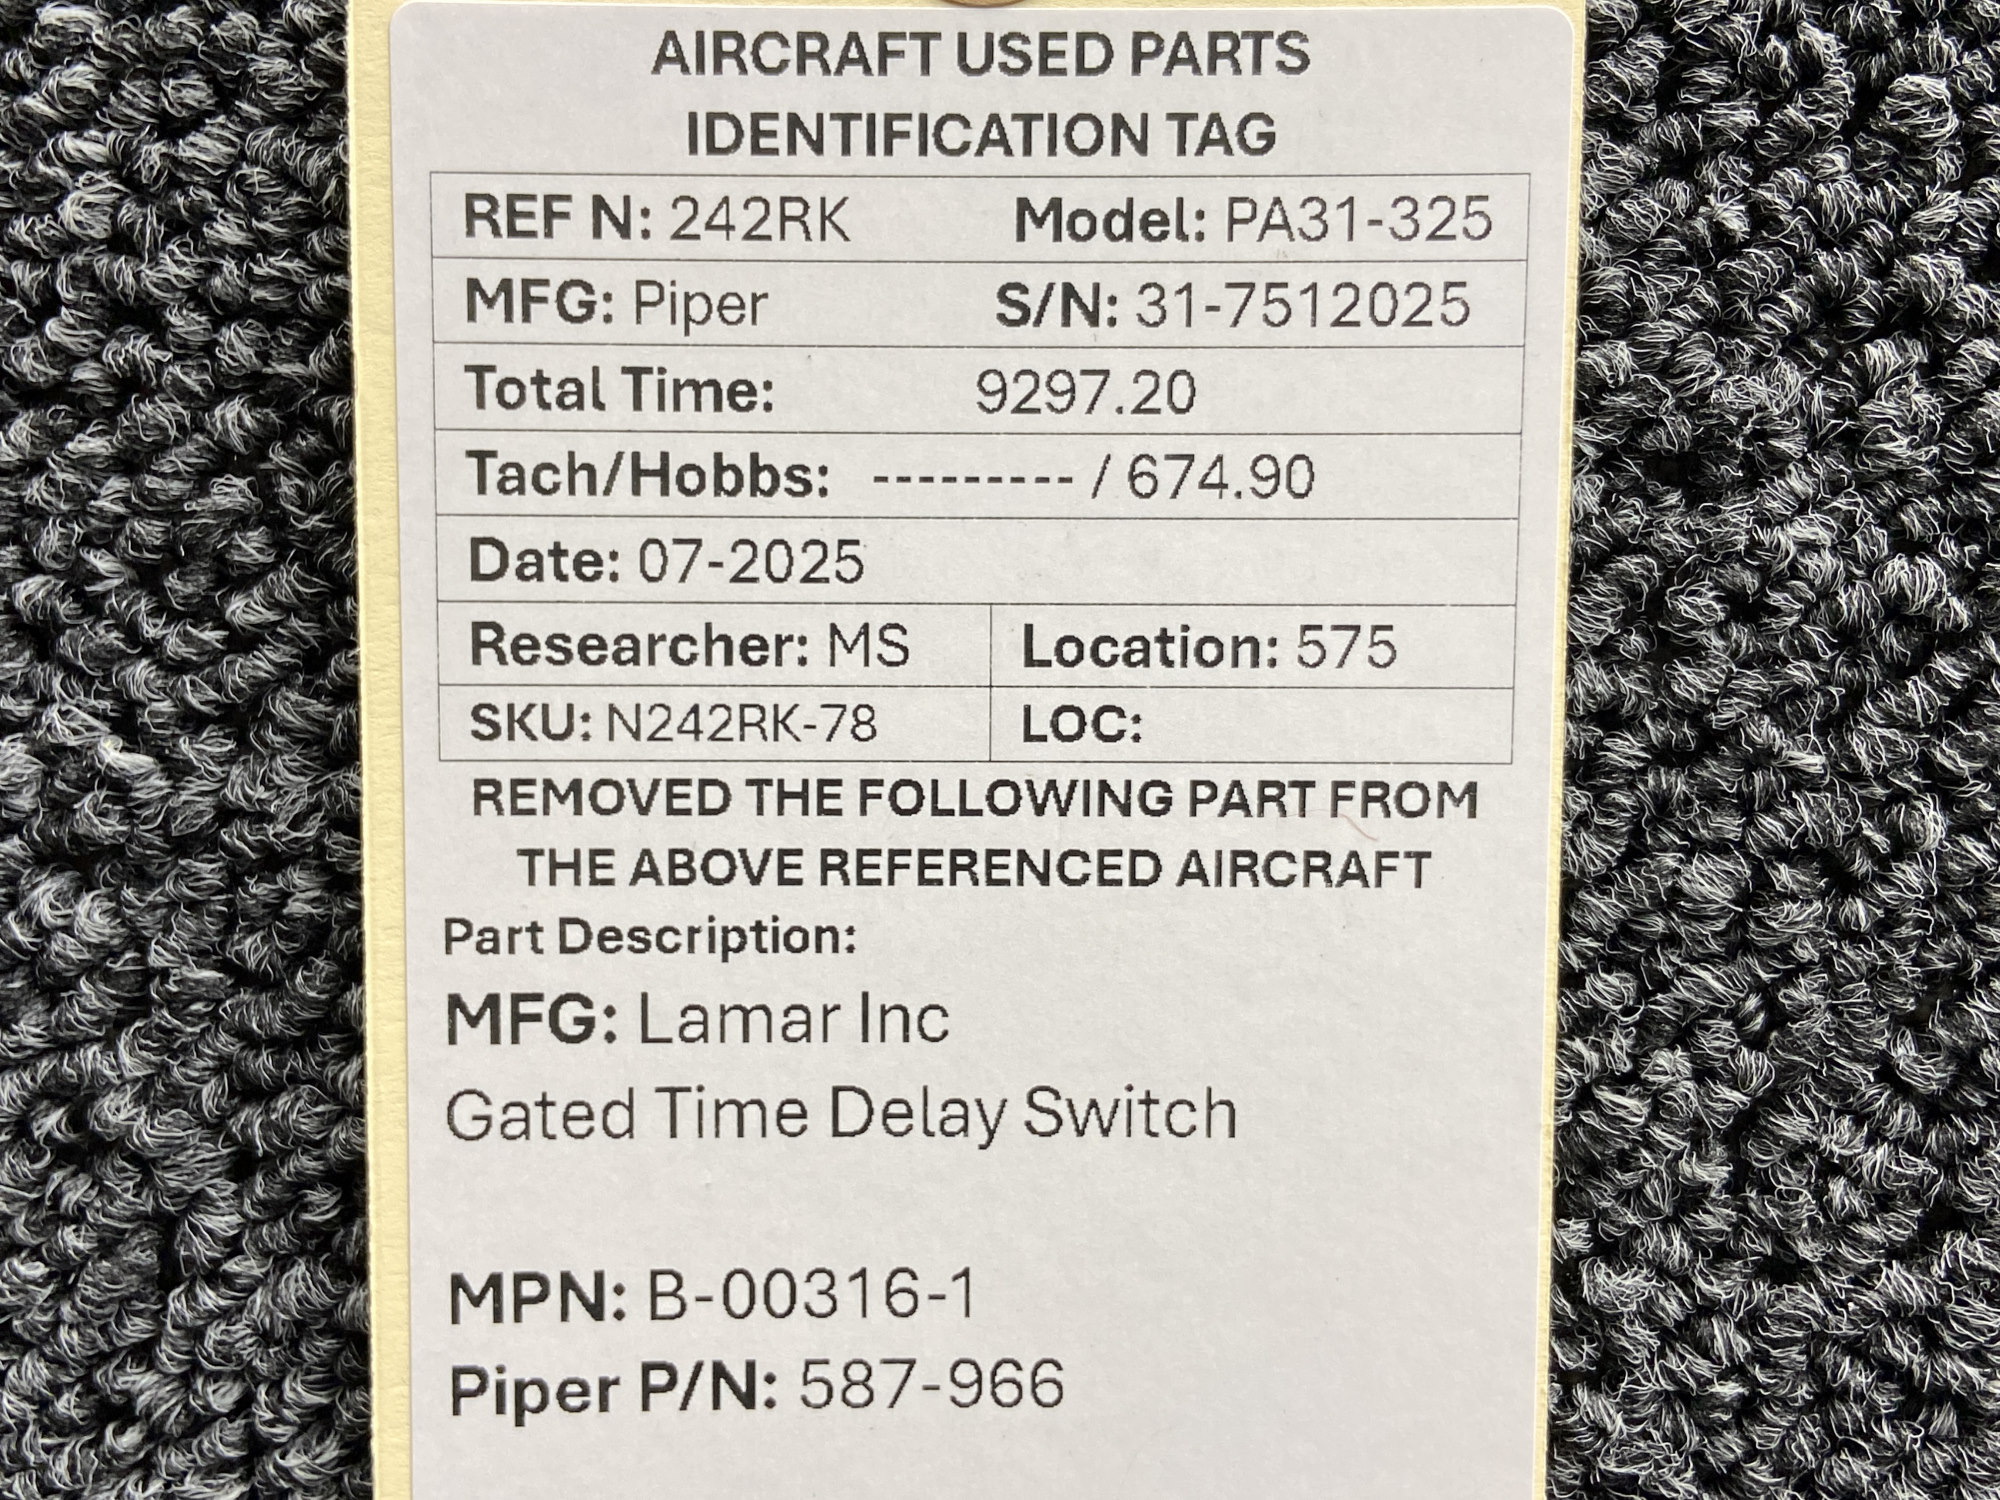 AIRCRAFT USED PARTS
IDENTIFICATION TAG
REF N: 242RK Model: PA31-325
MFG: Piper S/N: 31-7512025
Total Time: 9297.20
Tach/Hobbs: --------- / 674.90
Date: 07-2025
Researcher: MS Location: 575
SKU: N242RK-78 LOC:
REMOVED THE FOLLOWING PART FROM
THE ABOVE REFERENCED AIRCRAFT
Part Description:
MFG: Lamar Inc
Gated Time Delay Switch
MPN: B-00316-1
Piper P/N: 587-966